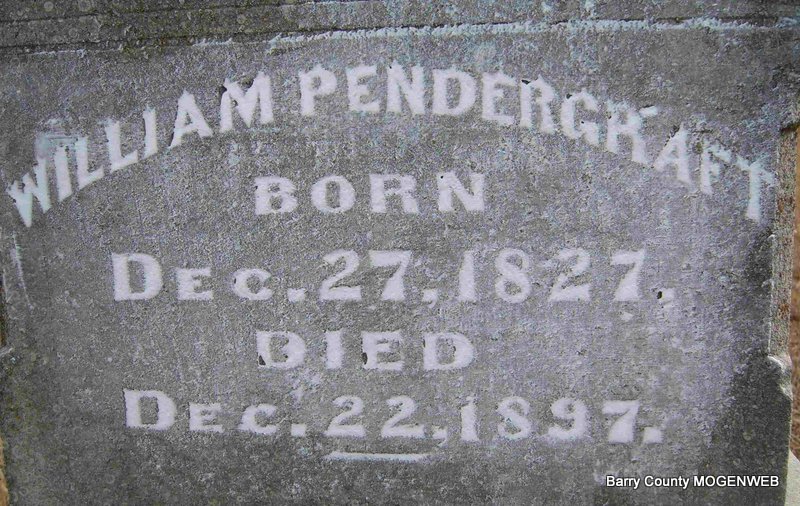 WILLIAM PENDERGRAFT
BORN
DEC. 27, 1827.
DIED
DEC. 22, 1897.
Barry County MOGENWEB